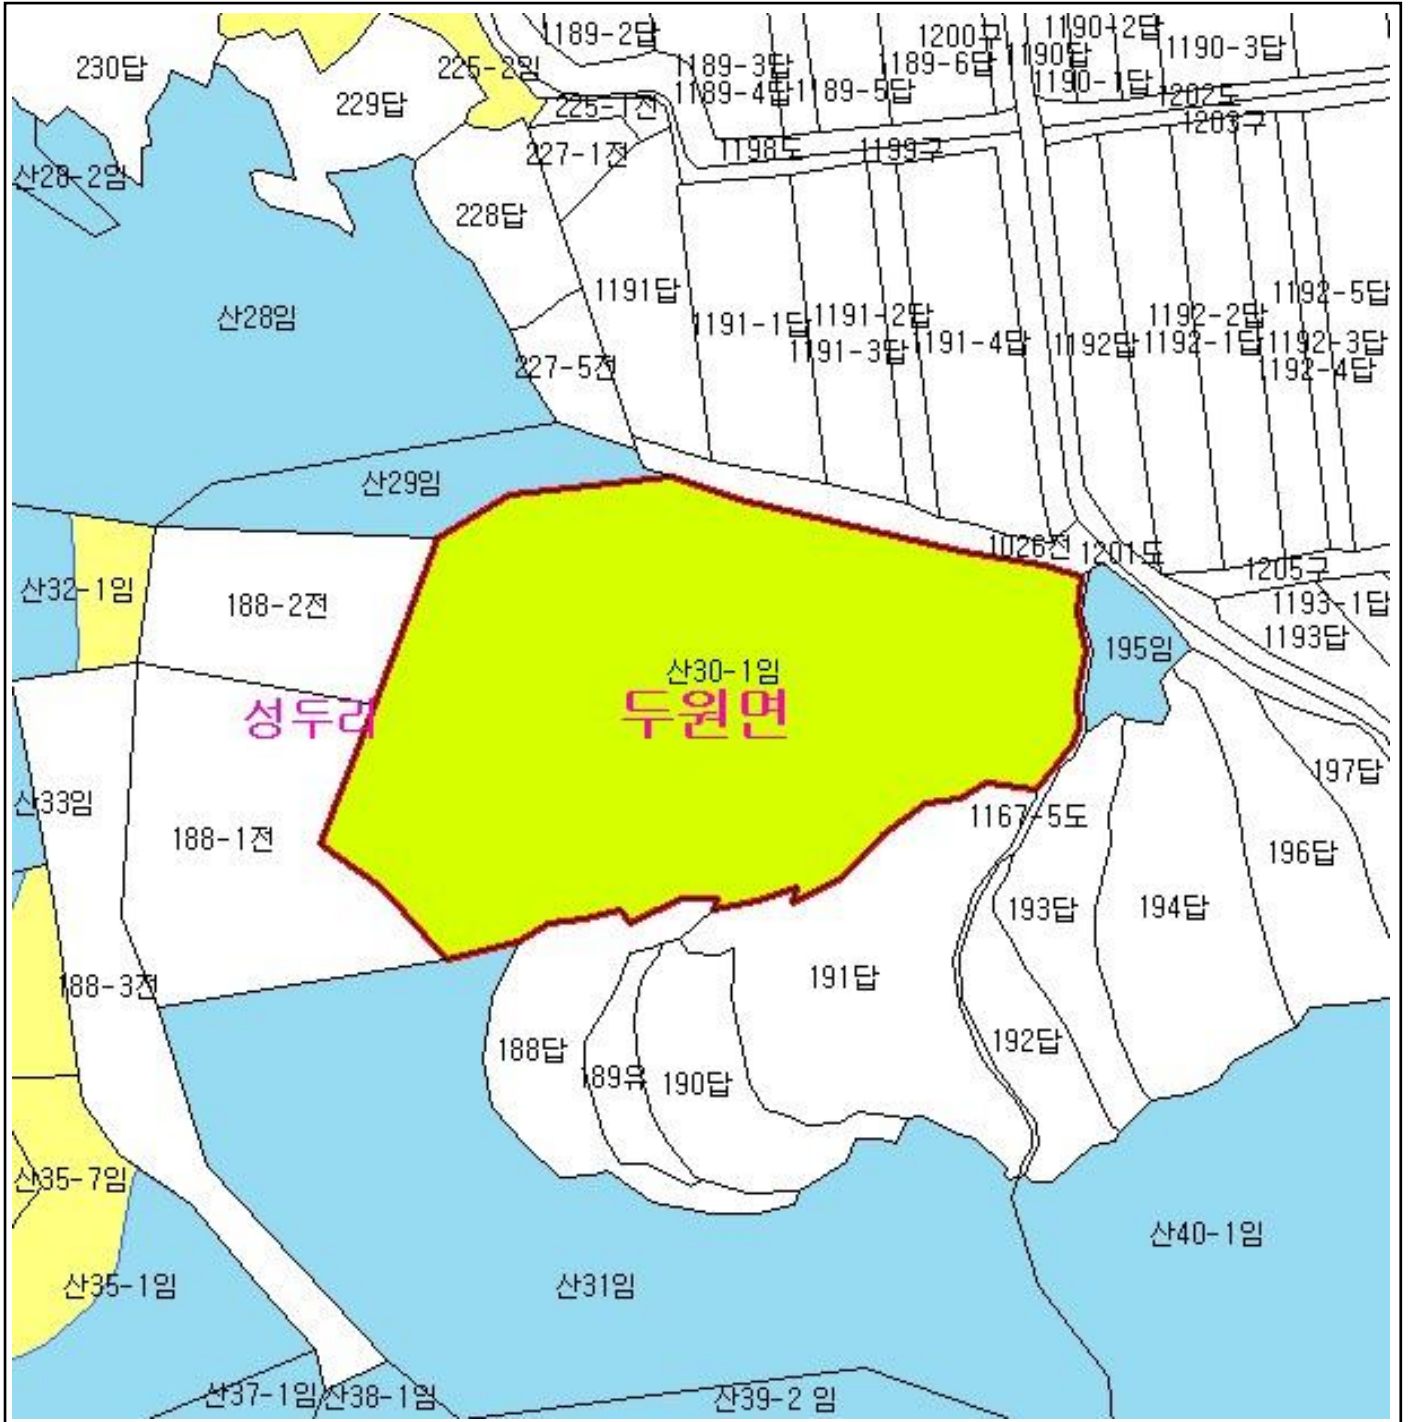 1189-2답
1200구
1190-2답
1190-3답
230답
225-2임
1189-3답
1189-6답
1190답
1190-1답
229답
225-1전
1189-4답
1189-5답
1202도
1203구
227-1전
1198도
1199구
산28-2임
228답
1191답
1192-5답
산28임
1191-1답
1191-2답
1192-2답
1191-3답
1191-4답
1192답
1192-1답
1192-3답
227-5전
1192-4답
산29임
1026전
1201도
1205구
산32-1임
188-2전
1193-1답
1193답
195임
산30-1임
성두리
두원면
197답
산33임
188-1전
1167-5도
196답
193답
194답
188-3전
191답
188답
192답
189유
190답
산35-7임
산40-1임
산35-1임
산31임
산37-1임
산38-1임
산39-2 임